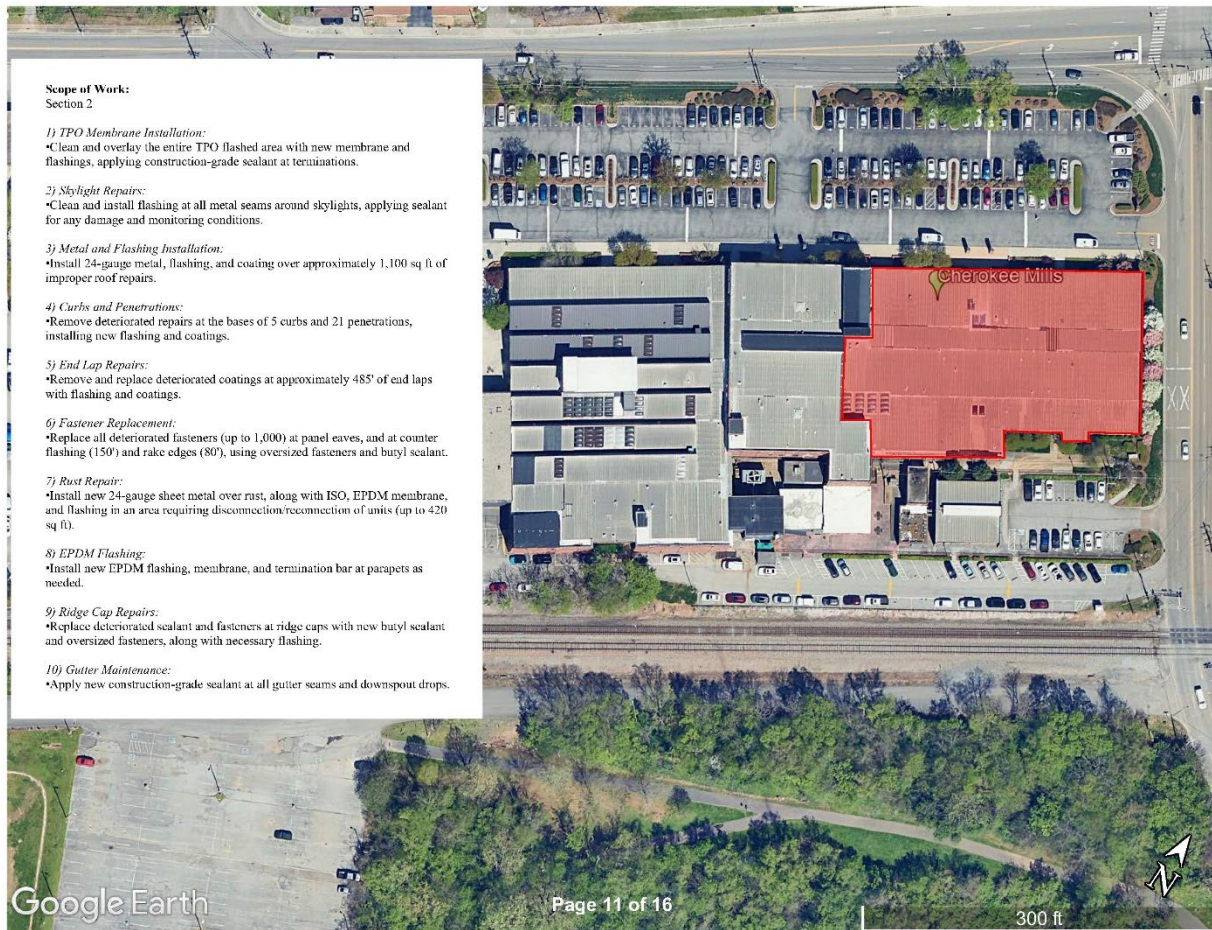 Scope of Work:
Section 2
1) TPO Membrane Installation:
•Clean and overlay the entire TPO flashed area with new membrane and
flashings, applying construction-grade sealant at terminations.
2) Skylight Repairs:
•Clean and install flashing at all metal seams around skylights, applying sealant
for any damage and monitoring conditions.
3) Metal and Flashing Installation:
•Install 24-gauge metal, flashing, and coating over approximately 1,100 sq ft of
improper roof repairs.
4) Curbs and Penetrations:
•Remove deteriorated repairs at the bases of 5 curbs and 21 penetrations,
installing new flashing and coatings.
5) End Lap Repairs:
•Remove and replace deteriorated coatings at approximately 485' of end laps
with flashing and coatings.
6) Fastener Replacement:
•Replace all deteriorated fasteners (up to 1,000) at panel eaves, and at counter
flashing (150') and rake edges (80'), using oversized fasteners and butyl sealant.
7) Rust Repair:
•Install new 24-gauge sheet metal over rust, along with ISO, EPDM membrane,
and flashing in an area requiring disconnection/reconnection of units (up to 420
sq ft).
8) EPDM Flashing:
•Install new EPDM flashing, membrane, and termination bar at parapets as
needed.
9) Ridge Cap Repairs:
•Replace deteriorated sealant and fasteners at ridge caps with new butyl sealant
and oversized fasteners, along with necessary flashing.
10) Gutter Maintenance:
•Apply new construction-grade sealant at all gutter seams and downspout drops.
Cherokee Mills
Google Earth
Page 11 of 16
N
300 ft